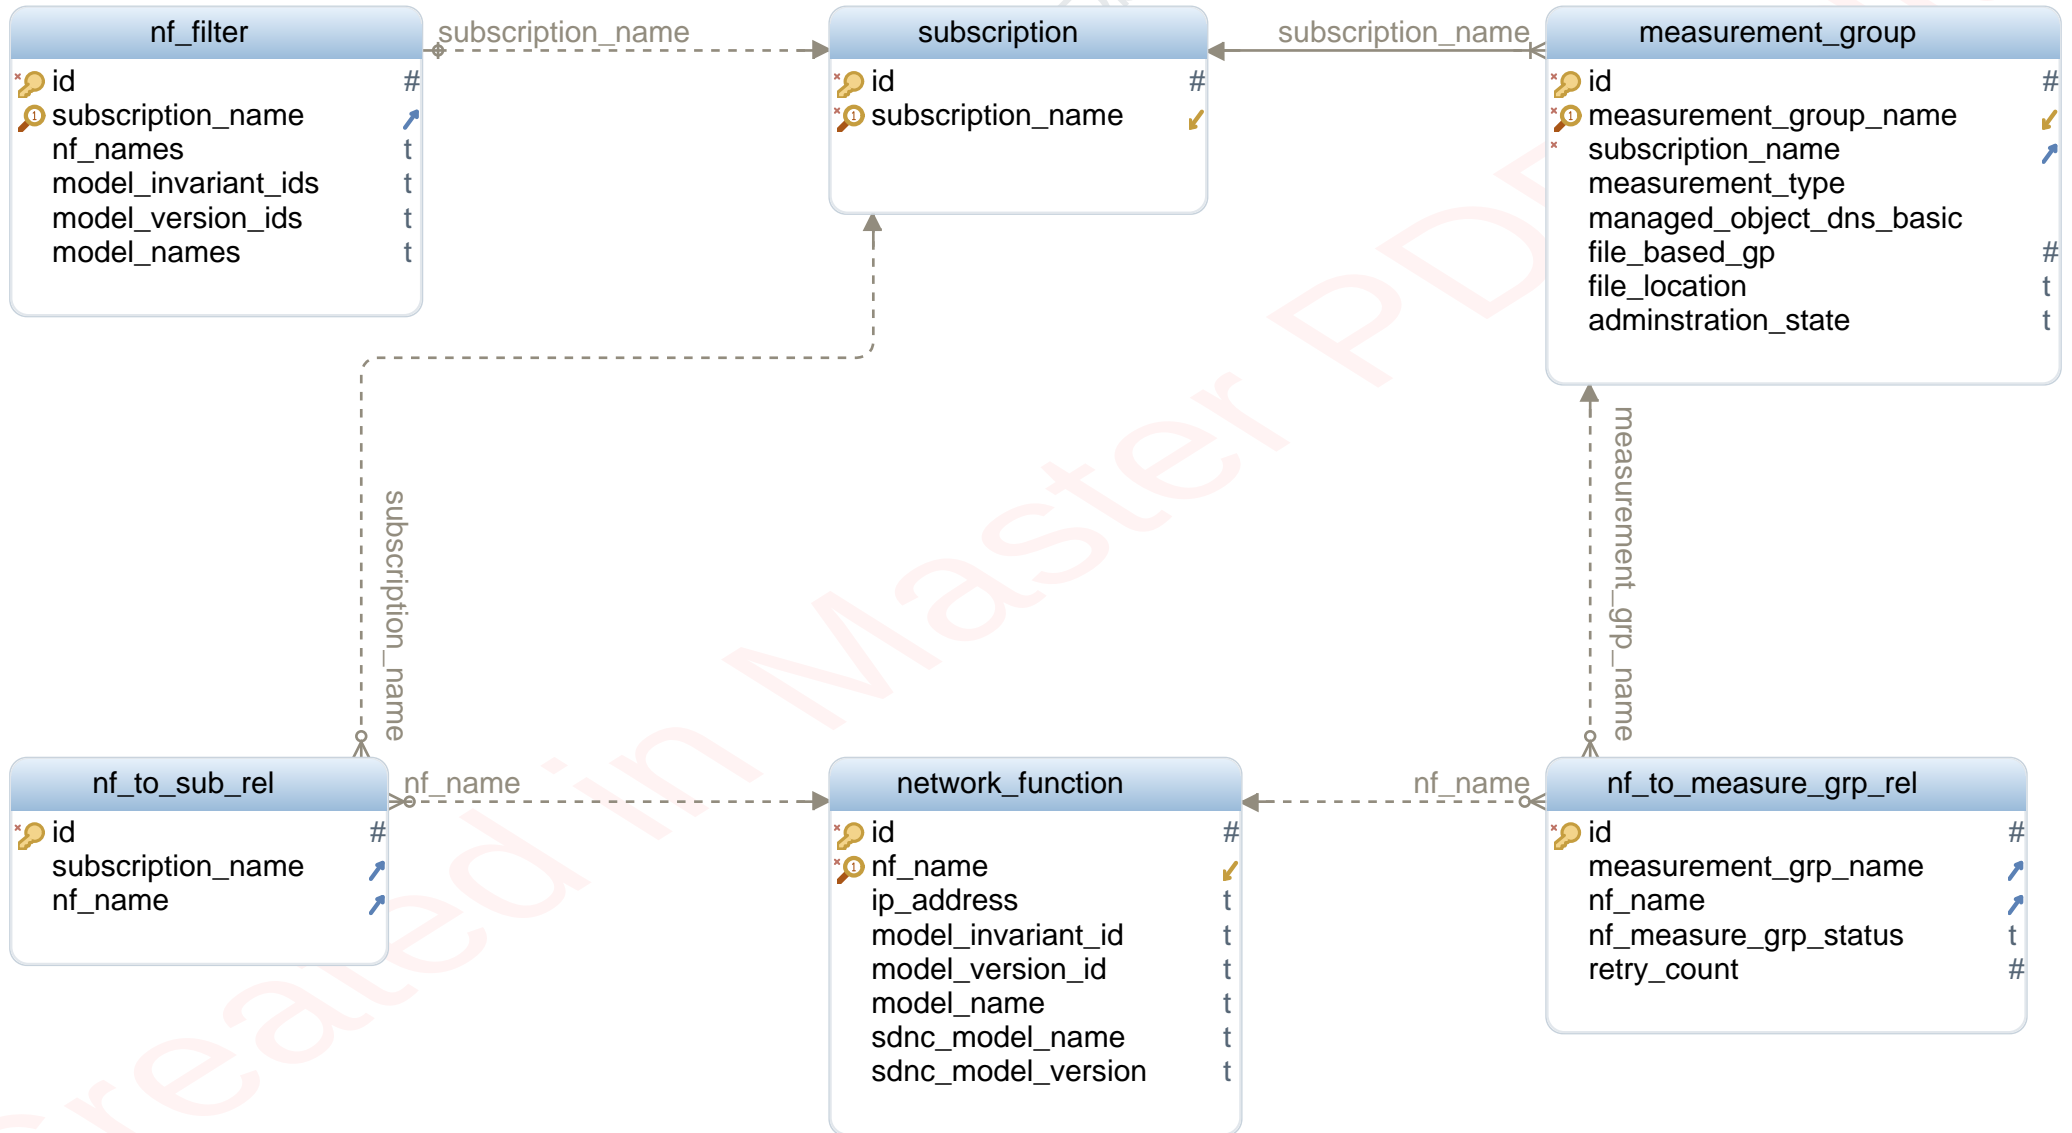 nf_filter
id #
subscription_name
nf_names t
model_invariant_ids t
model_version_ids t
model_names t
subscription_name
subscription
id #
subscription_name
subscription_name
measurement_group
id #
measurement_group_name
subscription_name
measurement_type
managed_object_dns_basic
file_based_gp #
file_location t
adminstration_state t
subscription_name
measurement_grp_name
nf_to_sub_rel
id #
subscription_name
nf_name
nf_name
network_function
id #
nf_name
ip_address t
model_invariant_id t
model_version_id t
model_name t
sdnc_model_name t
sdnc_model_version t
nf_name
nf_to_measure_grp_rel
id #
measurement_grp_name
nf_name
nf_measure_grp_status t
retry_count #
in Master